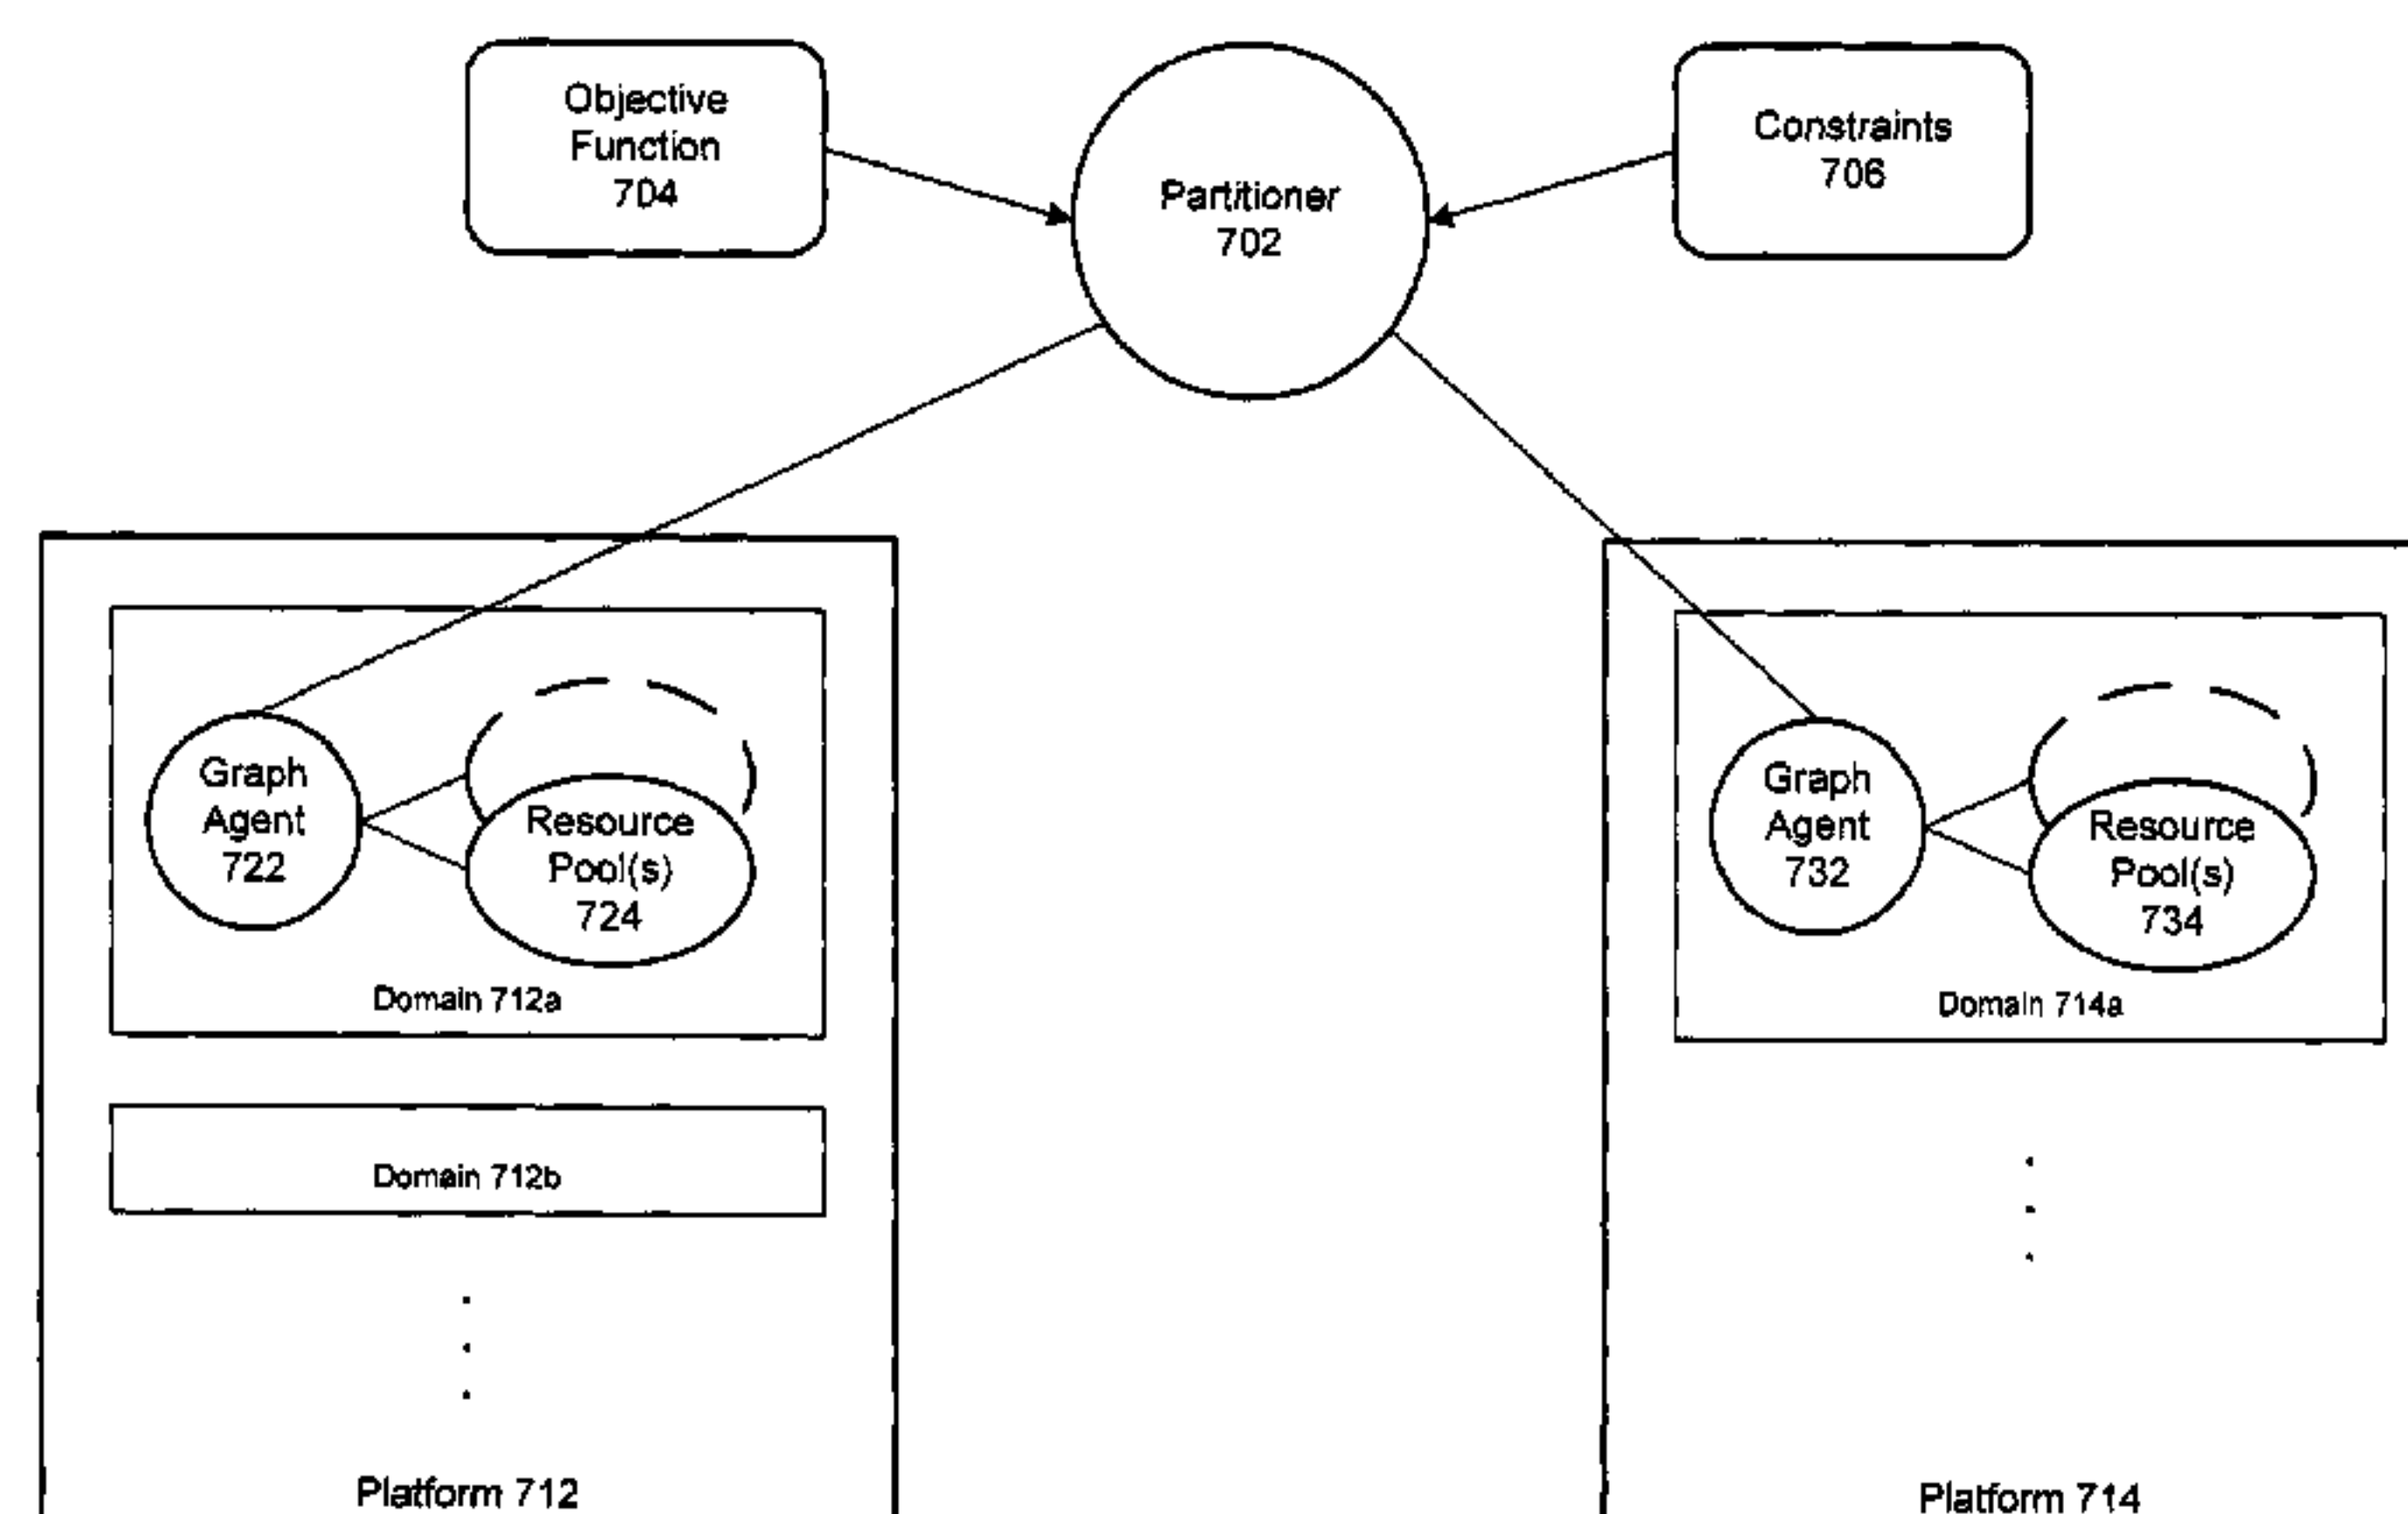 Objective
Function
704
Partitioner
702
Constraints
706
Graph
Agent
722
Resource
Pool(s)
724
Domain 712a
Domain 712b
Platform 712
Graph
Agent
732
Resource
Pool(s)
734
Domain 714a
Platform 714